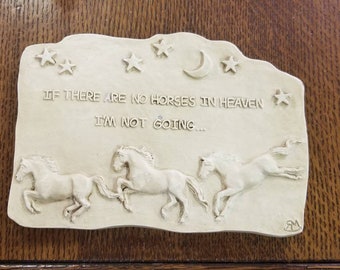 IF THERE ARE NO HORSES IN HEAVEN
I'M NOT GOING...